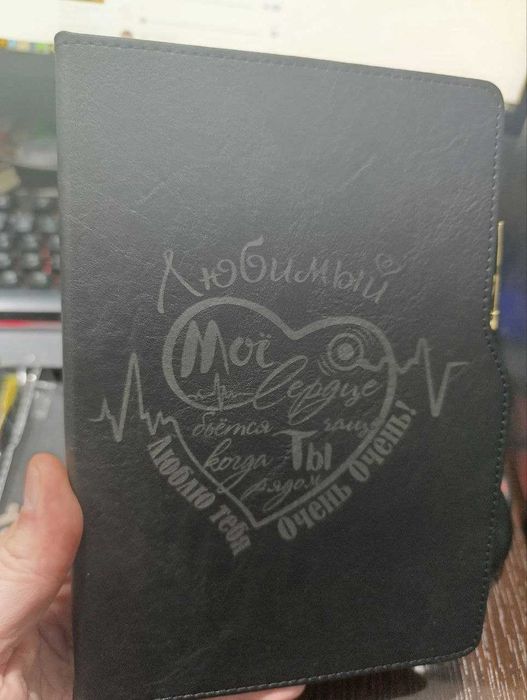 Любимый
Моё
Сердце
бьётся чаще
когда ТЫ
рядом
Люблю тебя
Очень Очень!